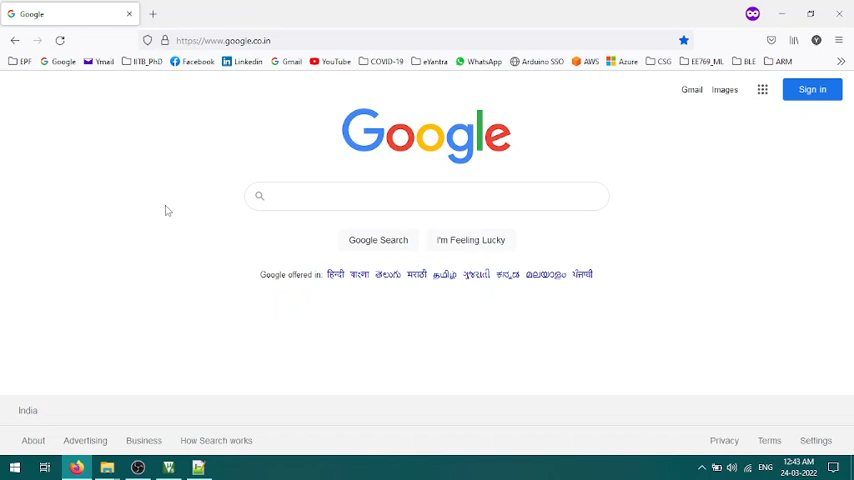 Google
https://www.google.co.in
EPF Google Ymail IITB_PhD Facebook Linkedin Gmail YouTube COVID-19 eYantra WhatsApp Arduino SSO AWS Azure CSG EE769_ML BLE ARM
Gmail Images Sign in
Google
Google Search I'm Feeling Lucky
Google offered in: हिन्दी বাংলা తెలుగు मराठी தமிழ் ગુજરાતી ಕನ್ನಡ മലയാളം ਪੰਜਾਬੀ
India
About Advertising Business How Search works Privacy Terms Settings
ENG 12:43 AM
24-03-2022